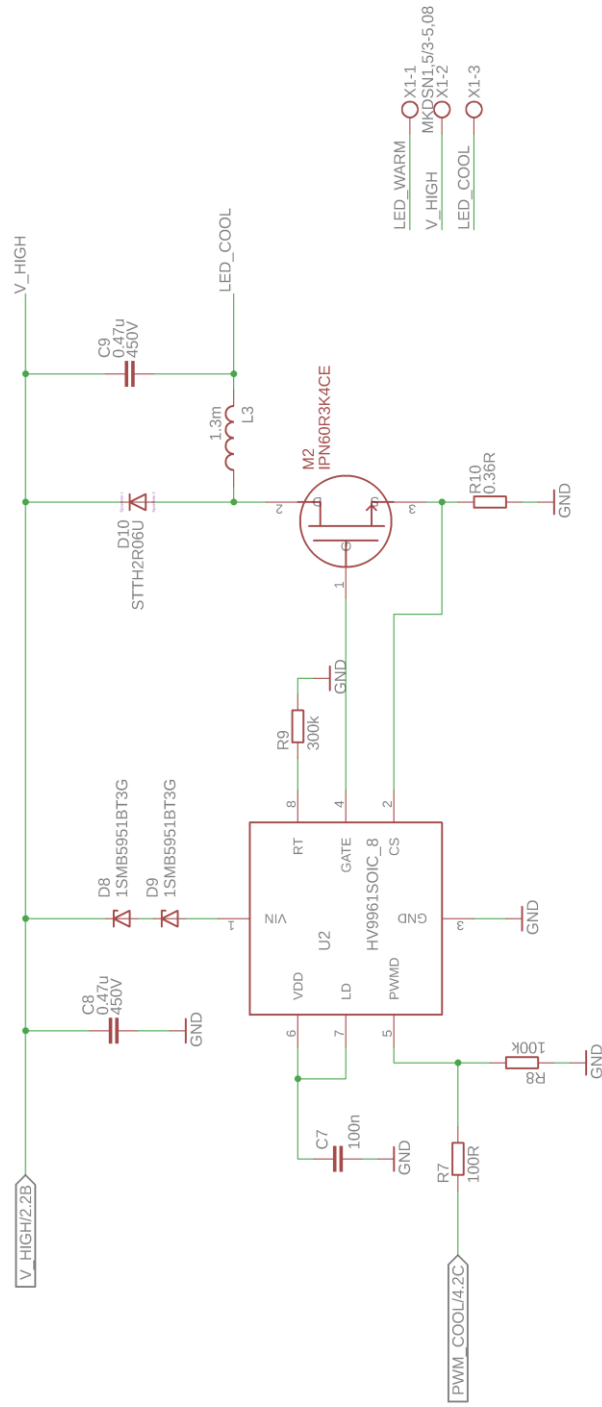 V_HIGH/2.2B
V_HIGH
C8
0.47u
450V
GND
D8
1SMB5951BT3G
D9
1SMB5951BT3G
D10
STTH2R06U
C9
0.47u
450V
LED_COOL
1.3m
L3
M2
IPN60R3K4CE
2
D
G
S
1
3
R10
0.36R
GND
R9
300k
GND
C7
100n
GND
6
7
5
1
8
4
2
3
VDD
LD
PWMD
VIN
RT
GATE
CS
GND
U2
HV9961SOIC_8
GND
R7
100R
R8
100k
GND
PWM_COOL/4.2C
LED_WARM
X1-1
MKDSN1,5/3-5,08
V_HIGH
X1-2
LED_COOL
X1-3